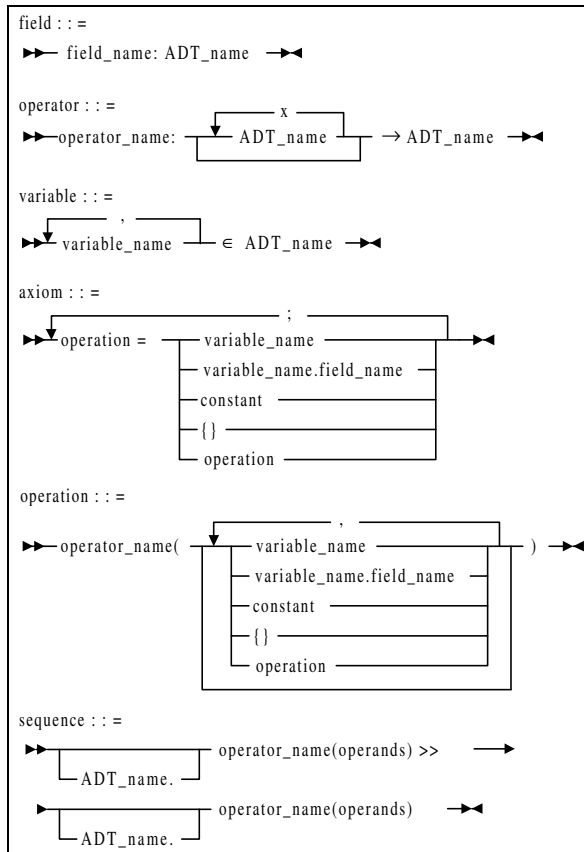 field : : =
field_name: ADT_name
operator : : =
x
operator_name: ADT_name → ADT_name
variable : : =
,
variable_name ∈ ADT_name
axiom : : =
;
operation = variable_name
variable_name.field_name
constant
{}
operation
operation : : =
,
operator_name( variable_name )
variable_name.field_name
constant
{}
operation
sequence : : =
operator_name(operands) >>
ADT_name.
operator_name(operands)
ADT_name.